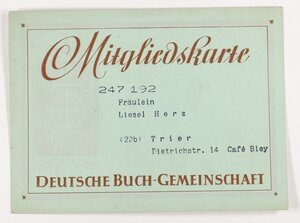 Mitgliedskarte
247 192
Fräulein
Liesel Herz
(22b) Trier
Dietrichstr. 14 Café Bley
DEUTSCHE BUCH-GEMEINSCHAFT